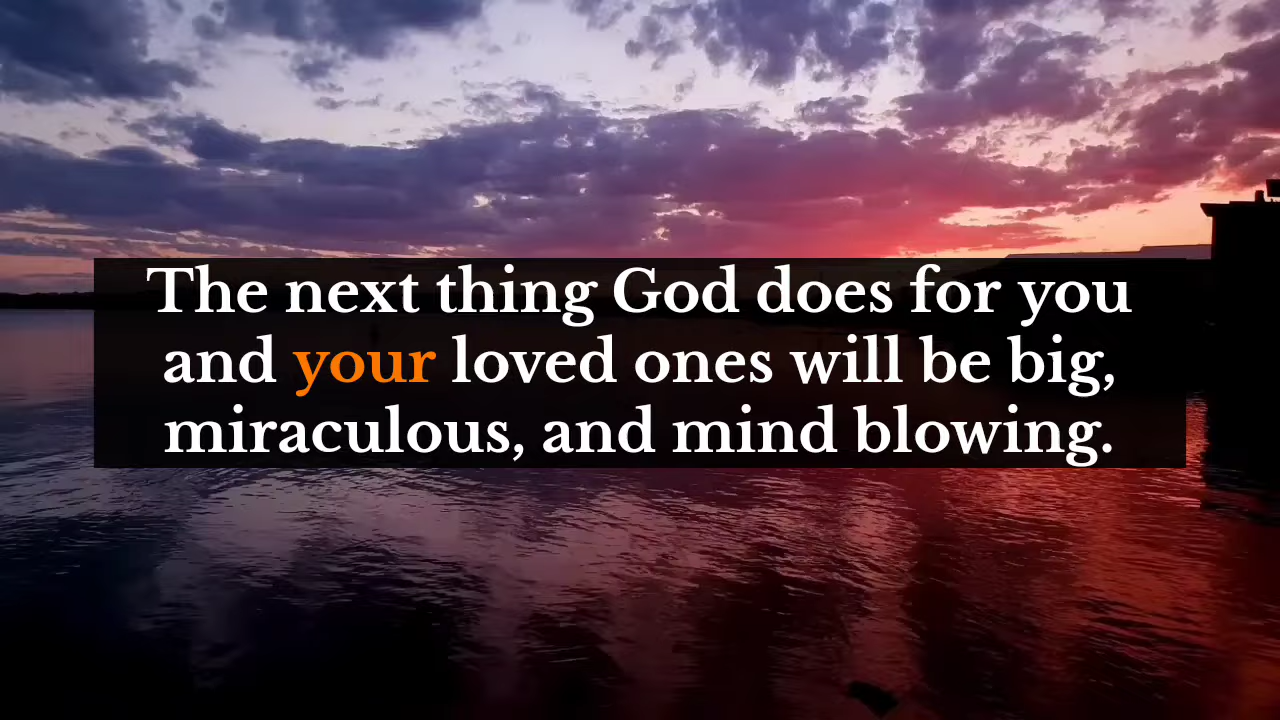 The next thing God does for you
and your loved ones will be big,
miraculous, and mind blowing.